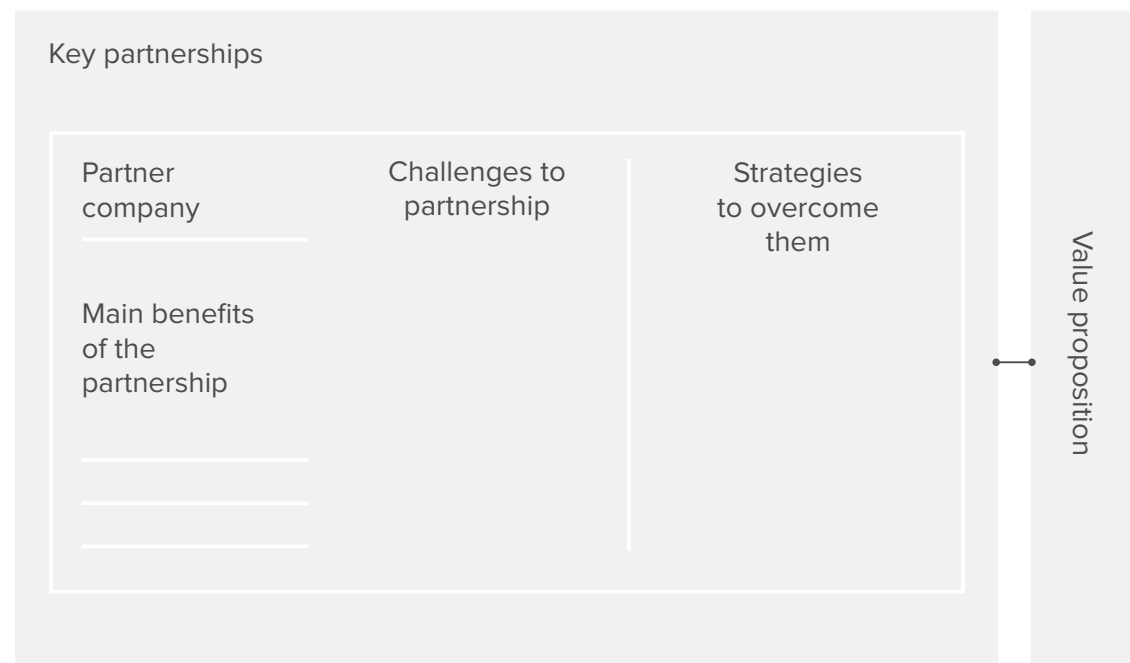 Key partnerships
Partner
company
Main benefits
of the
partnership
Challenges to
partnership
Strategies
to overcome
them
Value proposition